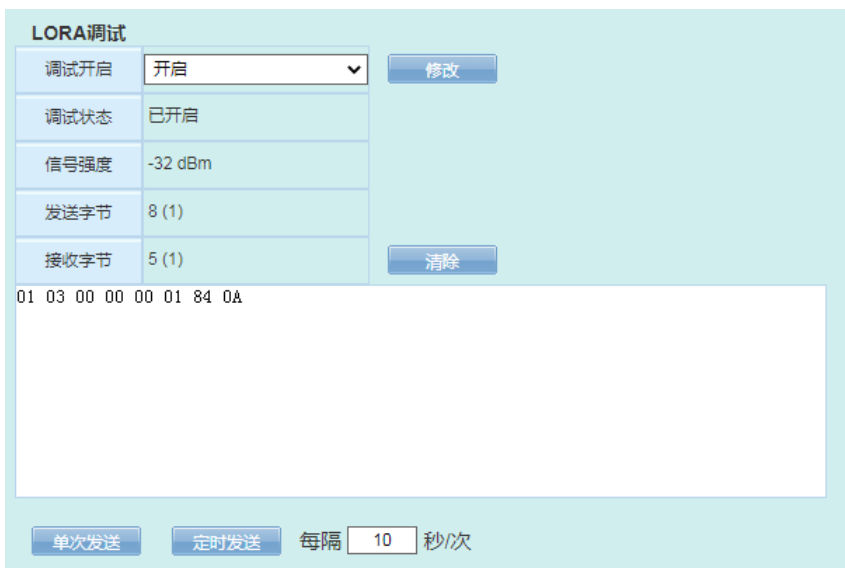 LORA调试
调试开启 开启 修改
调试状态 已开启
信号强度 -32 dBm
发送字节 8 (1)
接收字节 5 (1) 清除
01 03 00 00 00 01 84 0A
单次发送 定时发送 每隔 10 秒/次